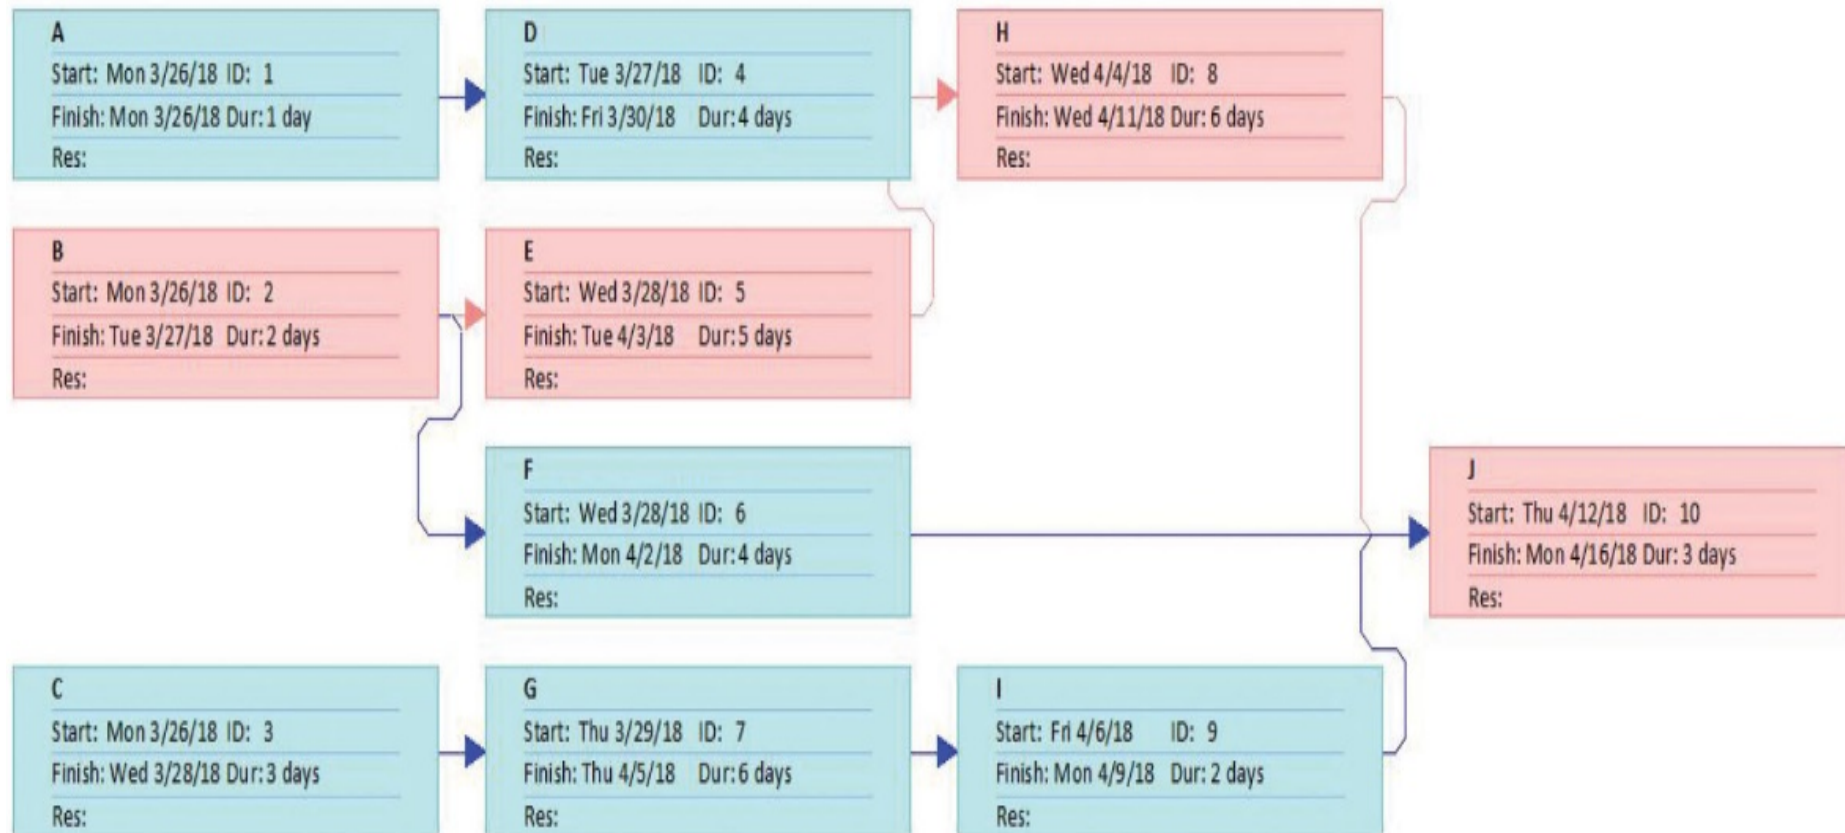 A
Start: Mon 3/26/18 ID: 1
Finish: Mon 3/26/18 Dur: 1 day
Res:
D
Start: Tue 3/27/18 ID: 4
Finish: Fri 3/30/18 Dur: 4 days
Res:
H
Start: Wed 4/4/18 ID: 8
Finish: Wed 4/11/18 Dur: 6 days
Res:
B
Start: Mon 3/26/18 ID: 2
Finish: Tue 3/27/18 Dur: 2 days
Res:
E
Start: Wed 3/28/18 ID: 5
Finish: Tue 4/3/18 Dur: 5 days
Res:
F
Start: Wed 3/28/18 ID: 6
Finish: Mon 4/2/18 Dur: 4 days
Res:
J
Start: Thu 4/12/18 ID: 10
Finish: Mon 4/16/18 Dur: 3 days
Res:
C
Start: Mon 3/26/18 ID: 3
Finish: Wed 3/28/18 Dur: 3 days
Res:
G
Start: Thu 3/29/18 ID: 7
Finish: Thu 4/5/18 Dur: 6 days
Res:
I
Start: Fri 4/6/18 ID: 9
Finish: Mon 4/9/18 Dur: 2 days
Res: